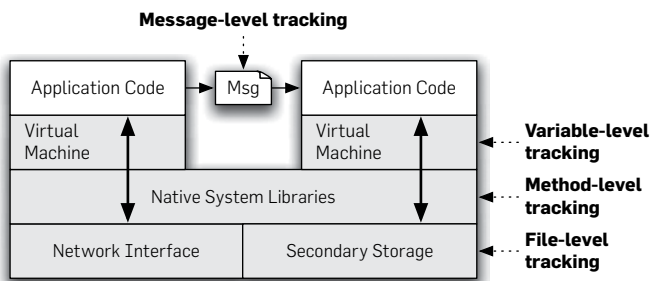 Message-level tracking
Application Code
Msg
Application Code
Virtual
Machine
Virtual
Machine
Variable-level
tracking
Native System Libraries
Method-level
tracking
Network Interface
Secondary Storage
File-level
tracking